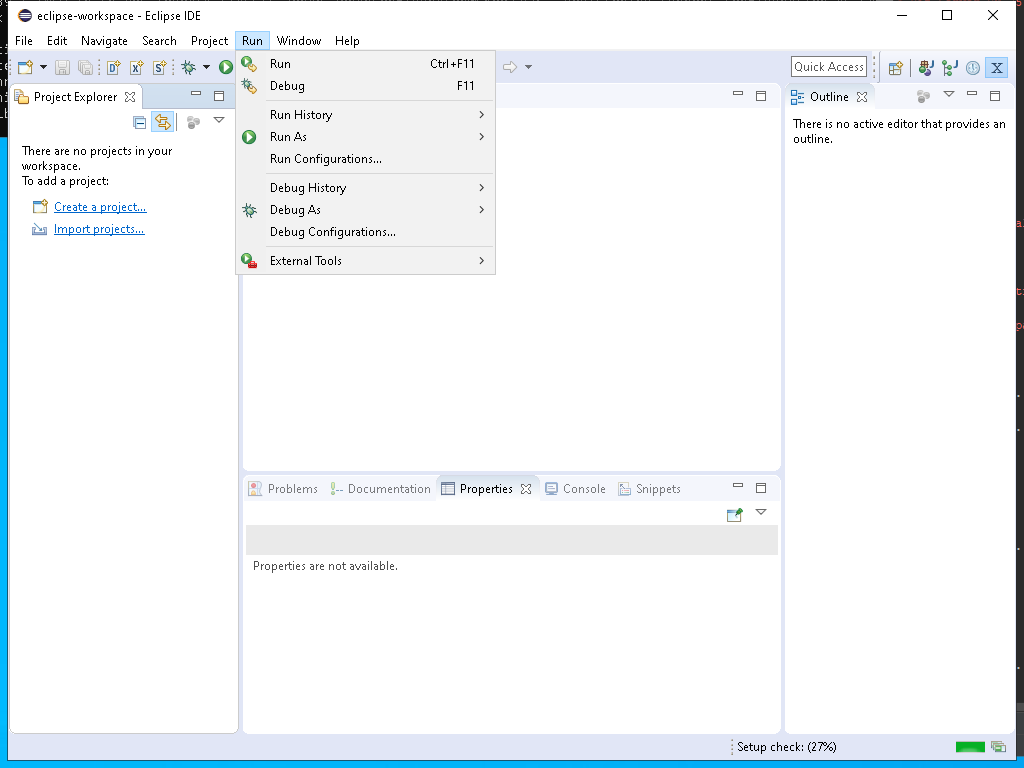 eclipse-workspace - Eclipse IDE
File Edit Navigate Search Project Run Window Help
Quick Access
Project Explorer
There are no projects in your
workspace.
To add a project:
Create a project...
Import projects...
Run Ctrl+F11
Debug F11
Run History
Run As
Run Configurations...
Debug History
Debug As
Debug Configurations...
External Tools
Outline
There is no active editor that provides an
outline.
Problems Documentation Properties Console Snippets
Properties are not available.
Setup check: (27%)